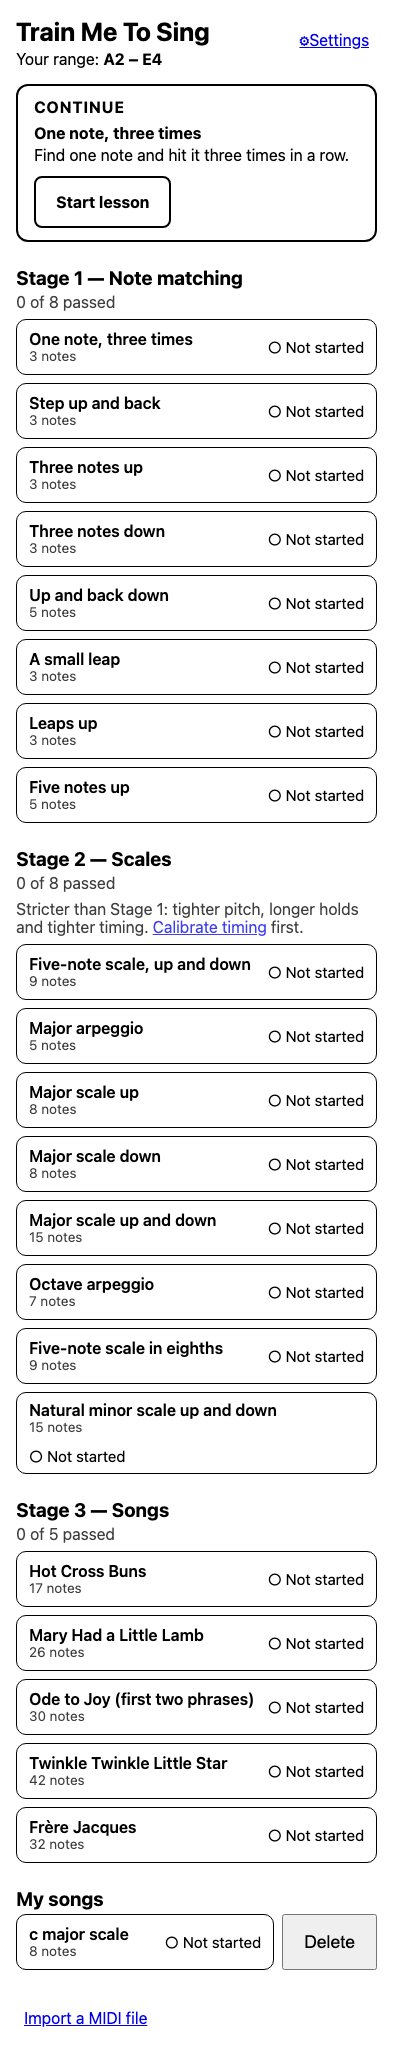 Train Me To Sing
⚙Settings
Your range: A2 – E4
CONTINUE
One note, three times
Find one note and hit it three times in a row.
Start lesson
Stage 1 — Note matching
0 of 8 passed
One note, three times
3 notes
Not started
Step up and back
3 notes
Not started
Three notes up
3 notes
Not started
Three notes down
3 notes
Not started
Up and back down
5 notes
Not started
A small leap
3 notes
Not started
Leaps up
3 notes
Not started
Five notes up
5 notes
Not started
Stage 2 — Scales
0 of 8 passed
Stricter than Stage 1: tighter pitch, longer holds
and tighter timing. Calibrate timing first.
Five-note scale, up and down
9 notes
Not started
Major arpeggio
5 notes
Not started
Major scale up
8 notes
Not started
Major scale down
8 notes
Not started
Major scale up and down
15 notes
Not started
Octave arpeggio
7 notes
Not started
Five-note scale in eighths
9 notes
Not started
Natural minor scale up and down
15 notes
Not started
Stage 3 — Songs
0 of 5 passed
Hot Cross Buns
17 notes
Not started
Mary Had a Little Lamb
26 notes
Not started
Ode to Joy (first two phrases)
30 notes
Not started
Twinkle Twinkle Little Star
42 notes
Not started
Frère Jacques
32 notes
Not started
My songs
c major scale
8 notes
Not started
Delete
Import a MIDI file